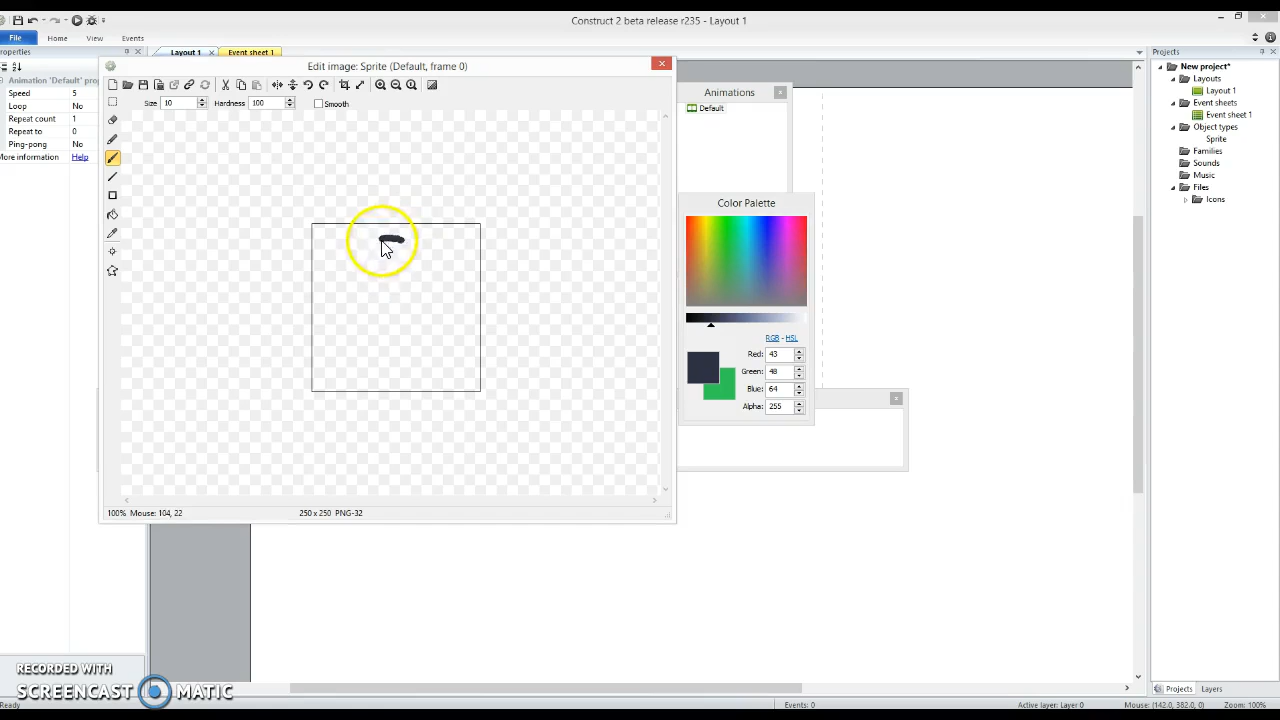 Construct 2 beta release r235 - Layout 1
File Home View Events
roperties
Layout 1 Event sheet 1
Projects
Edit image: Sprite (Default, frame 0)
Animation 'Default' pro
Speed 5
Loop No
Repeat count 1
Repeat to 0
Ping-pong No
More information Help
Size 10 Hardness 100 Smooth
Animations
Default
Color Palette
RGB - HSL
Red: 43
Green: 48
Blue: 64
Alpha: 255
New project*
Layouts
Layout 1
Event sheets
Event sheet 1
Object types
Sprite
Families
Sounds
Music
Files
Icons
100% Mouse: 104, 22 250 x 250 PNG-32
RECORDED WITH
SCREENCAST MATIC
Projects Layers
Ready Events: 0 Active layer: Layer 0 Mouse: (142.0, 382.0, 0) Zoom: 100%